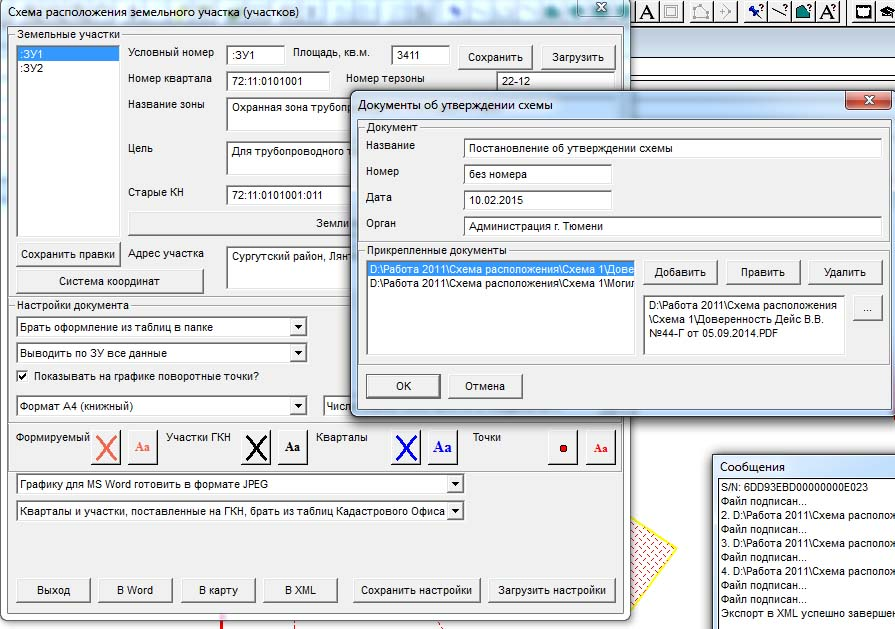 Схема расположения земельного участка (участков)
Земельные участки
:ЗУ1
:ЗУ2
Условный номер
:ЗУ1
Площадь, кв.м.
3411
Сохранить
Загрузить
Номер квартала
72:11:0101001
Номер терзоны
22-12
Название зоны
Охранная зона
Цель
Для трубопроводного
Старые КН
72:11:0101001:011
Сохранить правки
Адрес участка
Сургутский район,
Система координат
Настройки документа
Брать оформление из таблиц в папке
Выводить по ЗУ все данные
Показывать на графике поворотные точки?
Формат А4 (книжный)
Формируемый
Aa
Участки ГКН
Aa
Кварталы
Aa
Точки
Aa
Графику для MS Word готовить в формате JPEG
Кварталы и участки, поставленные на ГКН, брать из таблиц Кадастрового Офиса
Выход
В Word
В карту
В XML
Сохранить настройки
Загрузить настройки
Документы об утверждении схемы
Документ
Название
Постановление об утверждении схемы
Номер
без номера
Дата
10.02.2015
Орган
Администрация г. Тюмени
Прикрепленные документы
D:\Работа 2011\Схема расположения\Схема 1\Дове
D:\Работа 2011\Схема расположения\Схема 1\Могил
Добавить
Править
Удалить
D:\Работа 2011\Схема расположения
\Схема 1\Доверенность Дейс В.В.
№44-Г от 05.09.2014.PDF
...
OK
Отмена
Сообщения
S/N: 6DD93EBD00000000E023
Файл подписан...
2. D:\Работа 2011\Схема располож
Файл подписан...
3. D:\Работа 2011\Схема располож
Файл подписан...
4. D:\Работа 2011\Схема располож
Файл подписан...
Файл подписан...
Экспорт в XML успешно завершен